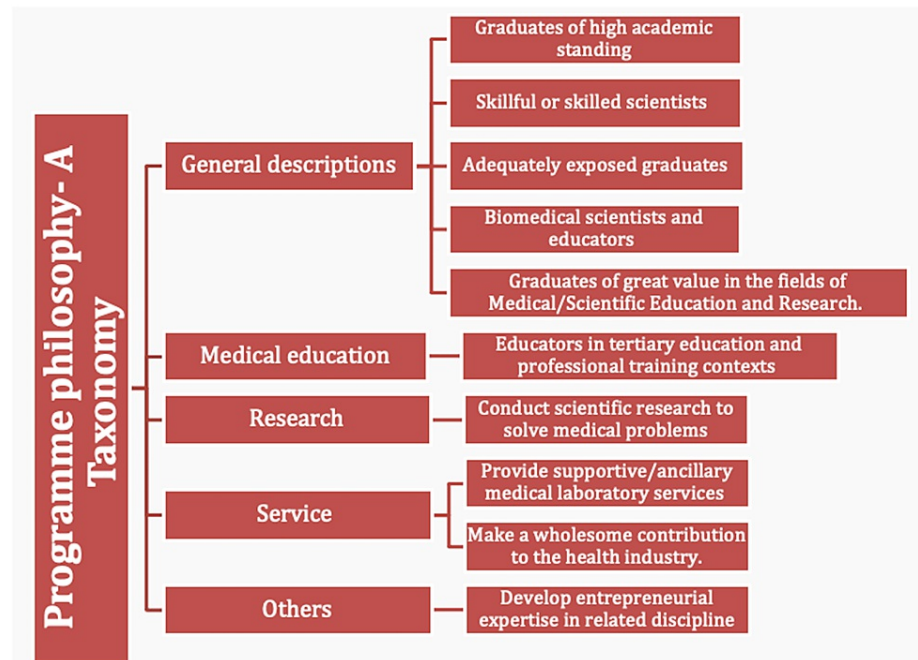 Programme philosophy- A
Taxonomy
General descriptions
Graduates of high academic
standing
Skillful or skilled scientists
Adequately exposed graduates
Biomedical scientists and
educators
Graduates of great value in the fields of
Medical/Scientific Education and Research.
Medical education
Educators in tertiary education and
professional training contexts
Research
Conduct scientific research to
solve medical problems
Service
Provide supportive/ancillary
medical laboratory services
Make a wholesome contribution
to the health industry.
Others
Develop entrepreneurial
expertise in related discipline